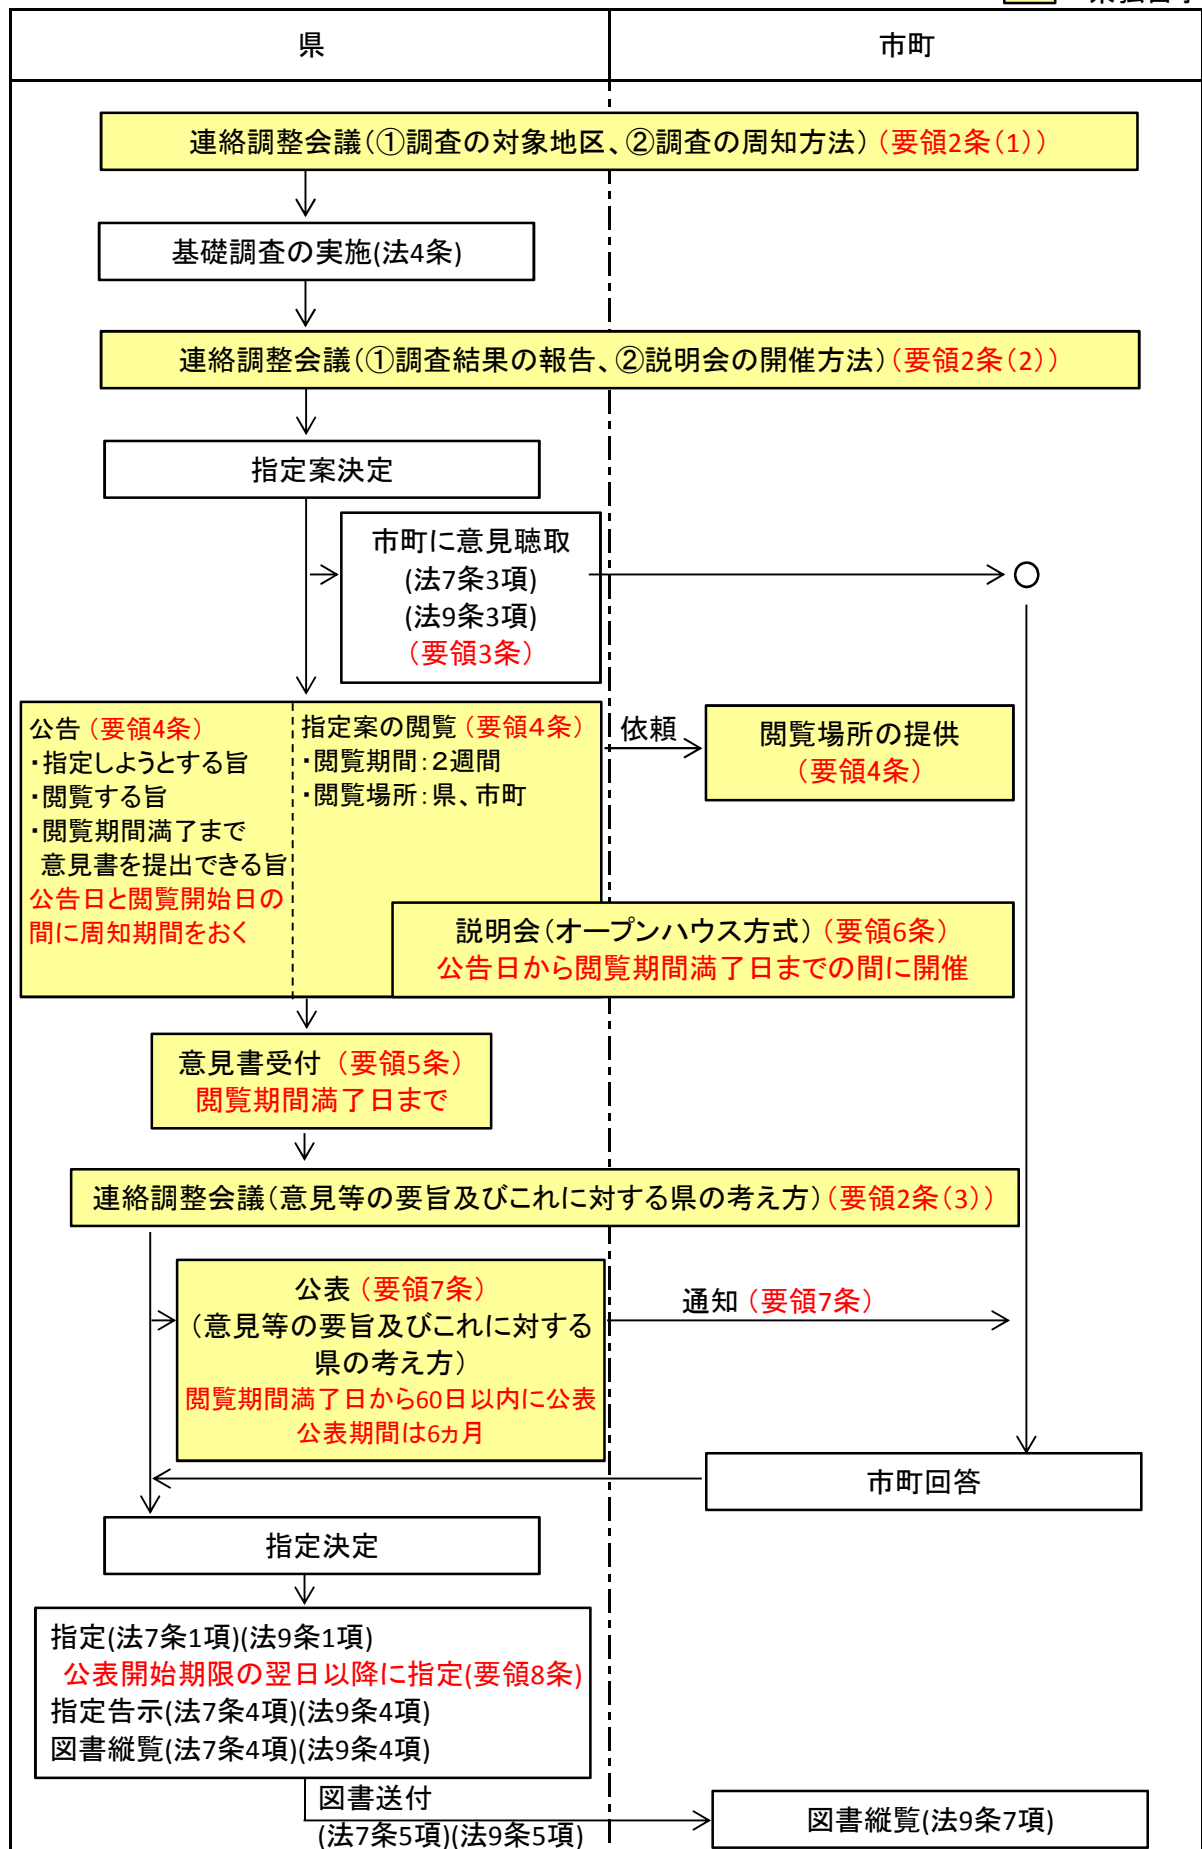 県
市町
連絡調整会議(①調査の対象地区、②調査の周知方法)(要領2条(1))
基礎調査の実施(法4条)
連絡調整会議(①調査結果の報告、②説明会の開催方法)(要領2条(2))
指定案決定
市町に意見聴取
(法7条3項)
(法9条3項)
(要領3条)
公告(要領4条)
・指定しようとする旨
・閲覧する旨
・閲覧期間満了まで
意見書を提出できる旨
公告日と閲覧開始日の
間に周知期間をおく
指定案の閲覧(要領4条)
・閲覧期間:2週間
・閲覧場所:県、市町
依頼
閲覧場所の提供
(要領4条)
説明会(オープンハウス方式)(要領6条)
公告日から閲覧期間満了日までの間に開催
意見書受付 (要領5条)
閲覧期間満了日まで
連絡調整会議(意見等の要旨及びこれに対する県の考え方)(要領2条(3))
公表(要領7条)
(意見等の要旨及びこれに対する
県の考え方)
閲覧期間満了日から60日以内に公表
公表期間は6ヵ月
通知(要領7条)
市町回答
指定決定
指定(法7条1項)(法9条1項)
公表開始期限の翌日以降に指定(要領8条)
指定告示(法7条4項)(法9条4項)
図書縦覧(法7条4項)(法9条4項)
図書送付
(法7条5項)(法9条5項)
図書縦覧(法9条7項)